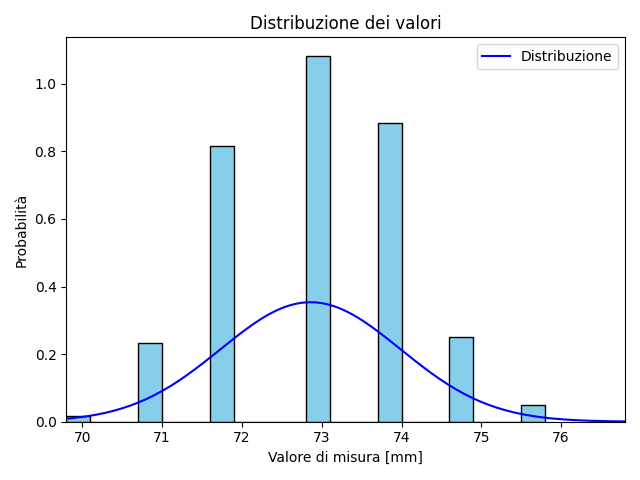 Distribuzione dei valori
Distribuzione
1.0
0.8
0.6
0.4
0.2
0.0
Probabilità
70 71 72 73 74 75 76
Valore di misura [mm]